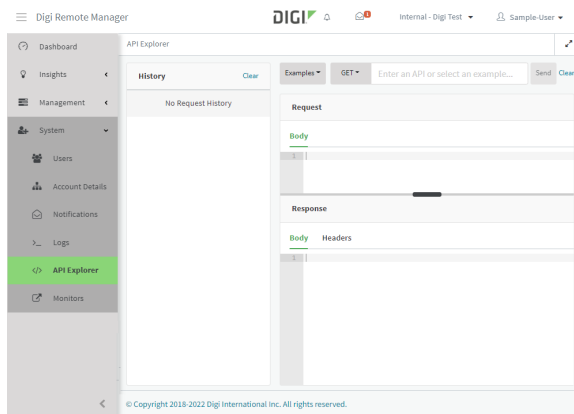 Digi Remote Manager
DIGI
1
Internal - Digi Test
Sample-User
Dashboard
Insights
Management
System
Users
Account Details
Notifications
Logs
API Explorer
Monitors
API Explorer
History Clear
No Request History
Examples GET Enter an API or select an example... Send Clear
Request
Body
1
Response
Body Headers
1
© Copyright 2018-2022 Digi International Inc. All rights reserved.